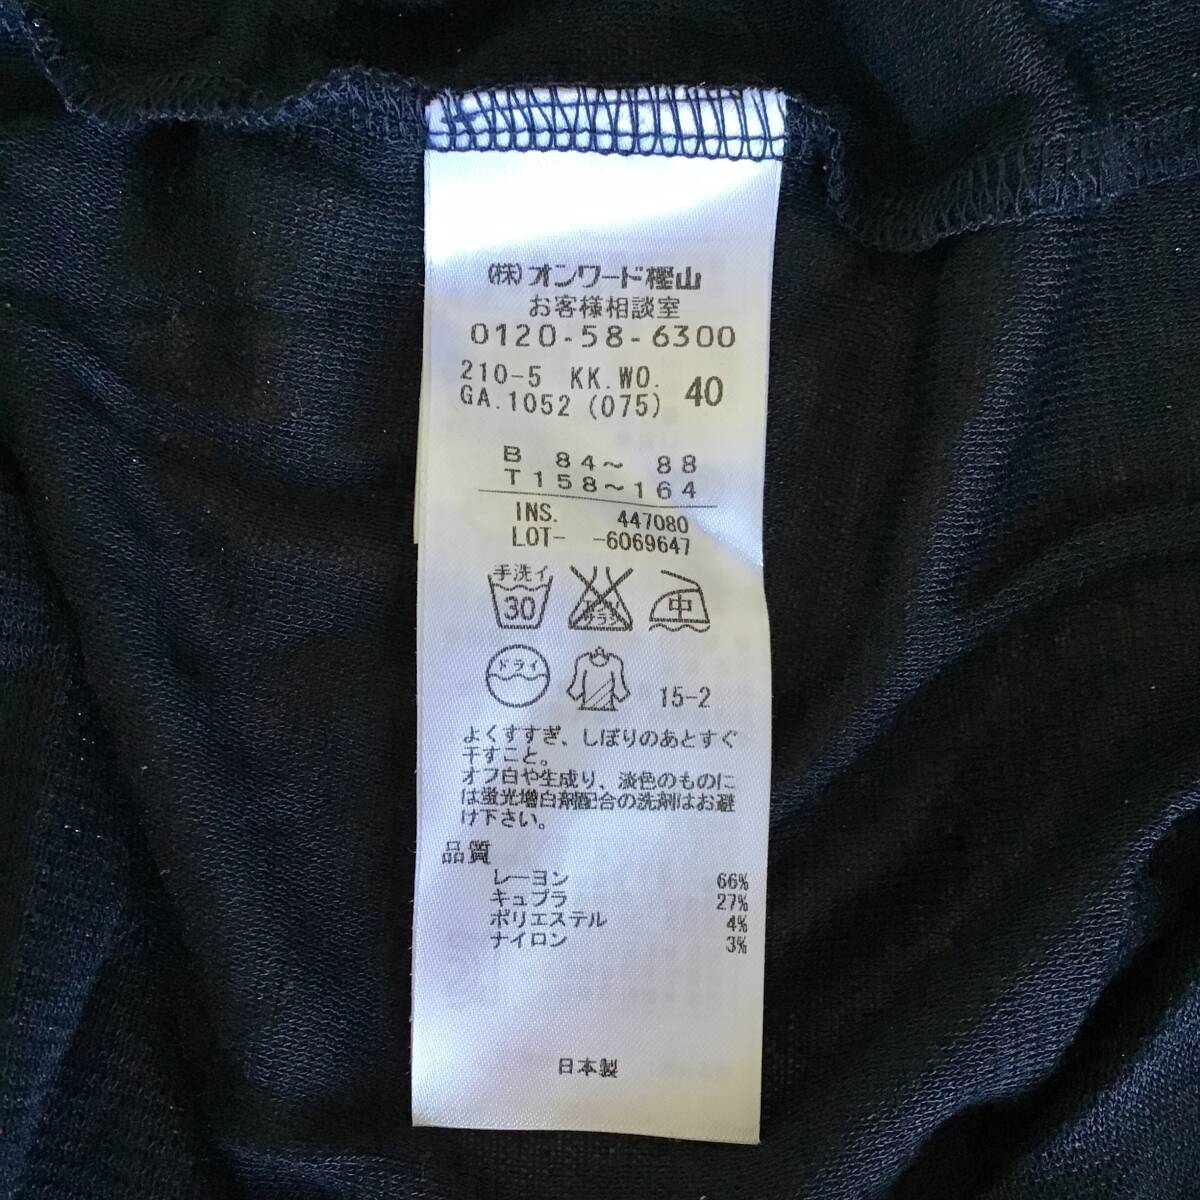 (株)オンワード樫山
お客様相談室
0120-58-6300
210-5 KK.WO. 40
GA.1052 (075)
B 84～ 88
T158～164
INS. 447080
LOT- -6069647
手洗イ
30
サラシ
中
ドライ
15-2
よくすすぎ、しぼりのあとすぐ
干すこと。
オフ白や生成り、淡色のものに
は蛍光増白剤配合の洗剤はお避
け下さい。
品質
レーヨン 66%
キュプラ 27%
ポリエステル 4%
ナイロン 3%
日本製